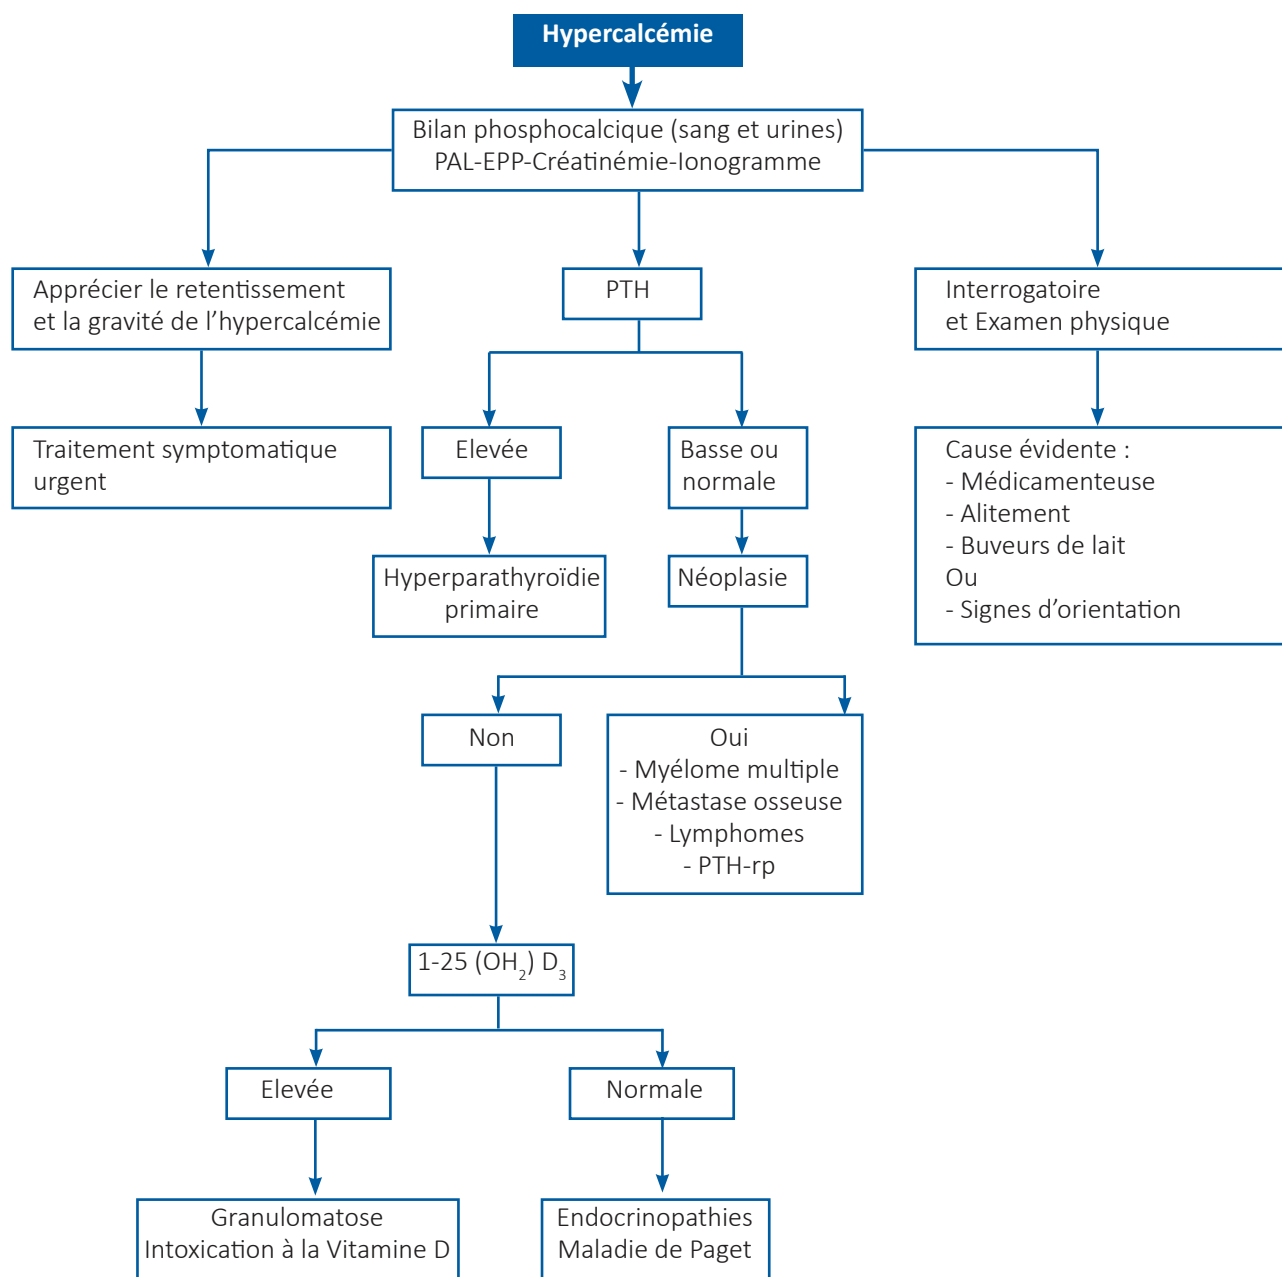 Hypercalcémie
Bilan phosphocalcique (sang et urines)
PAL-EPP-Créatinémie-Ionogramme
Apprécier le retentissement
et la gravité de l’hypercalcémie
PTH
Interrogatoire
et Examen physique
Traitement symptomatique
urgent
Elevée
Basse ou
normale
Cause évidente :
- Médicamenteuse
- Alitement
- Buveurs de lait
Ou
- Signes d’orientation
Hyperparathyroïdie
primaire
Néoplasie
Non
Oui
- Myélome multiple
- Métastase osseuse
- Lymphomes
- PTH-rp
1-25 (OH₂) D₃
Elevée
Normale
Granulomatose
Intoxication à la Vitamine D
Endocrinopathies
Maladie de Paget